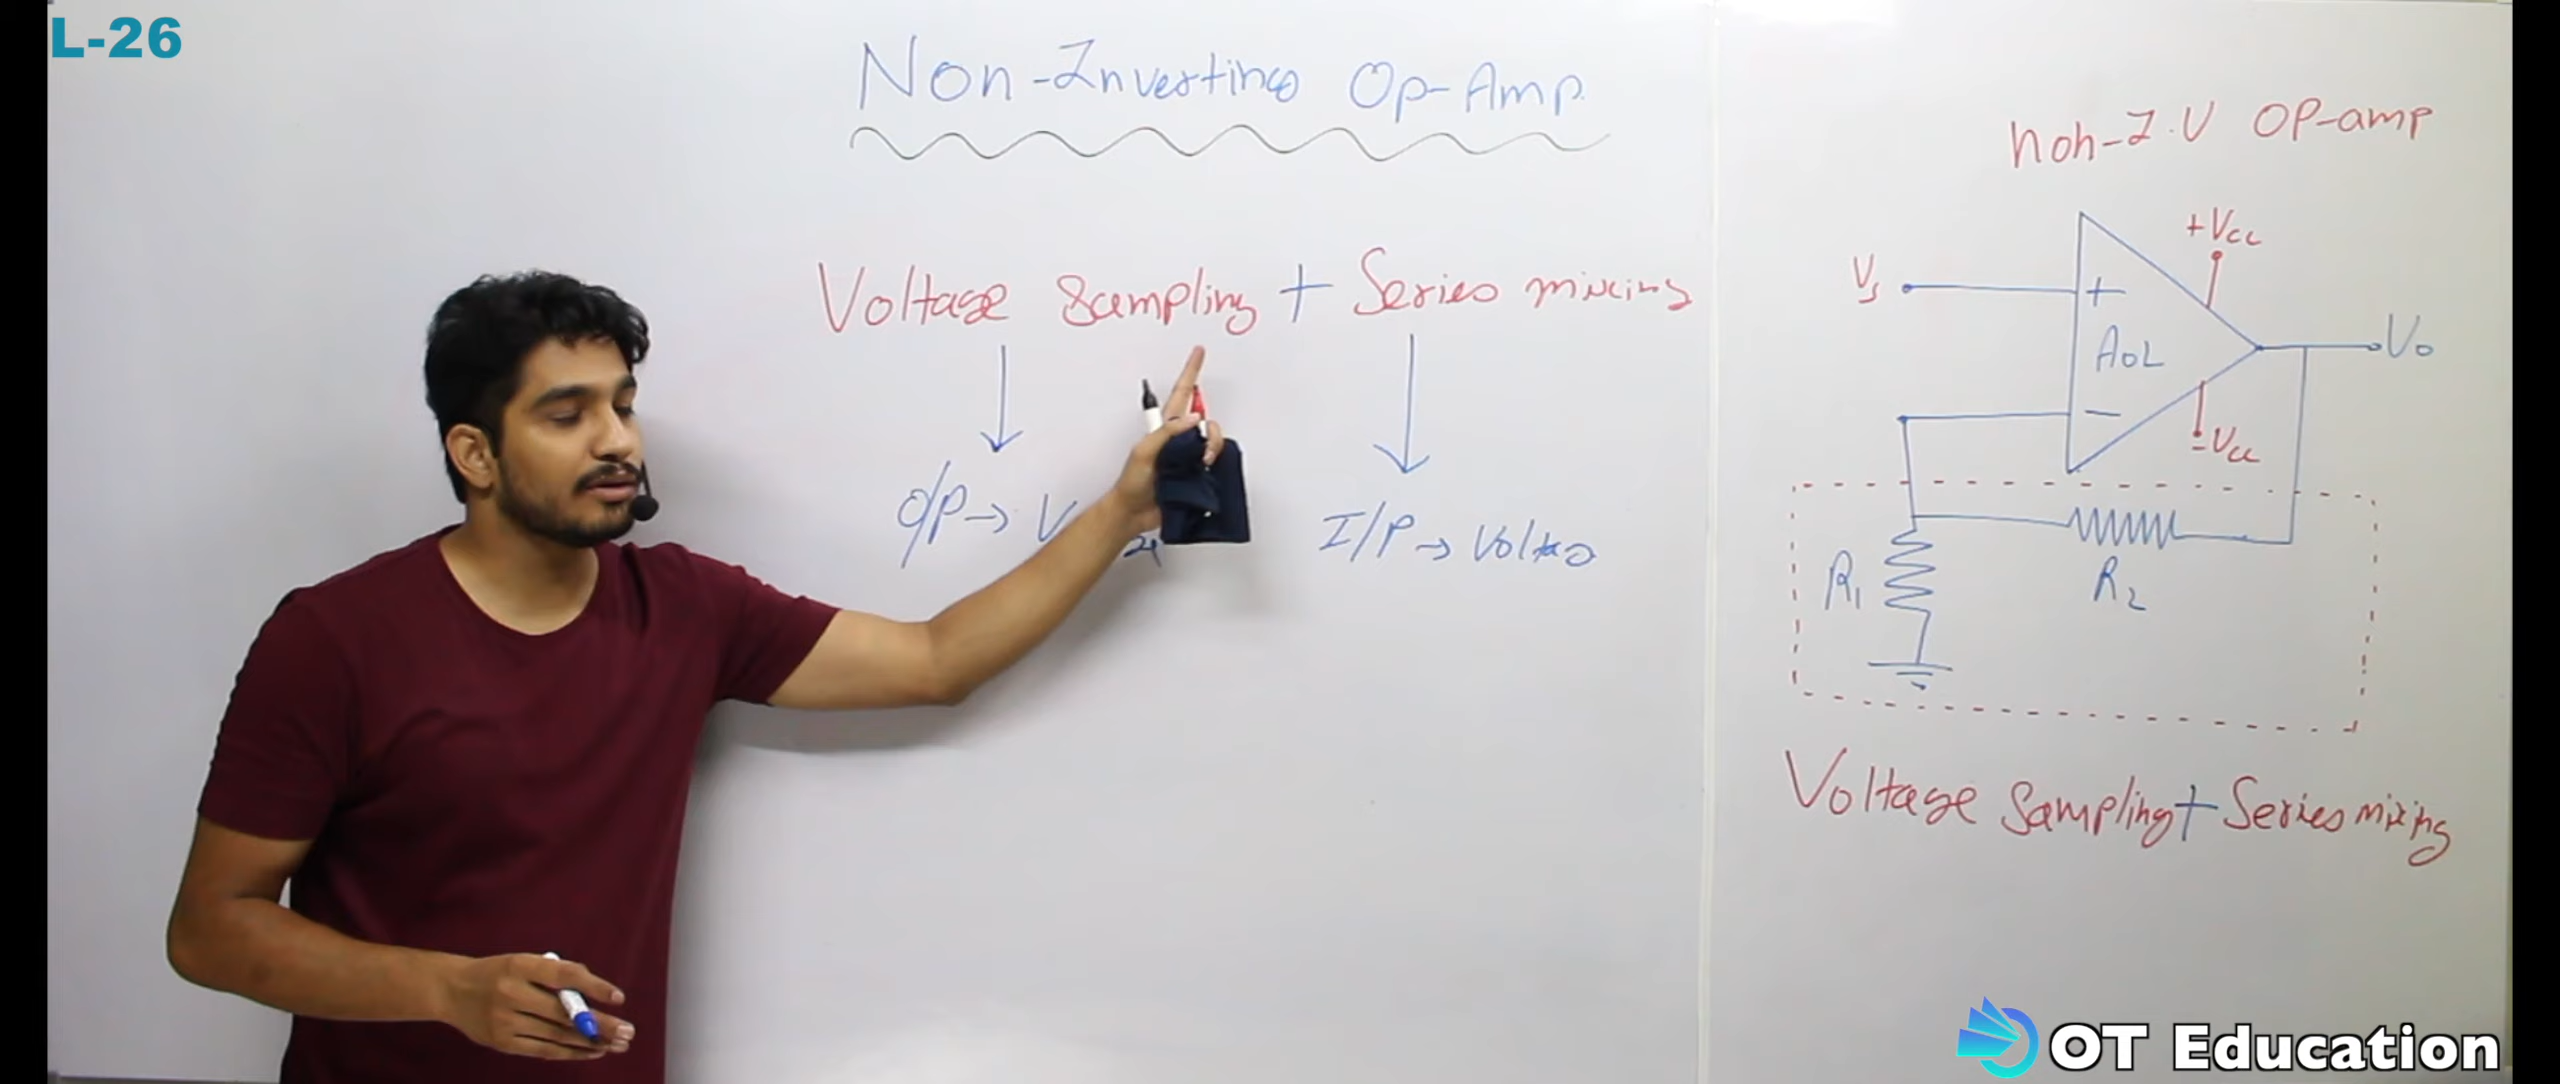 L-26
Non-Inverting Op-Amp
Voltage Sampling + Series mixing
O/P → V
I/P → Voltag
non-I.V OP-amp
+Vcc
Vs
+
AOL
Vo
-
-Vcc
R1
R2
Voltage Sampling + Series mixing
OT Education